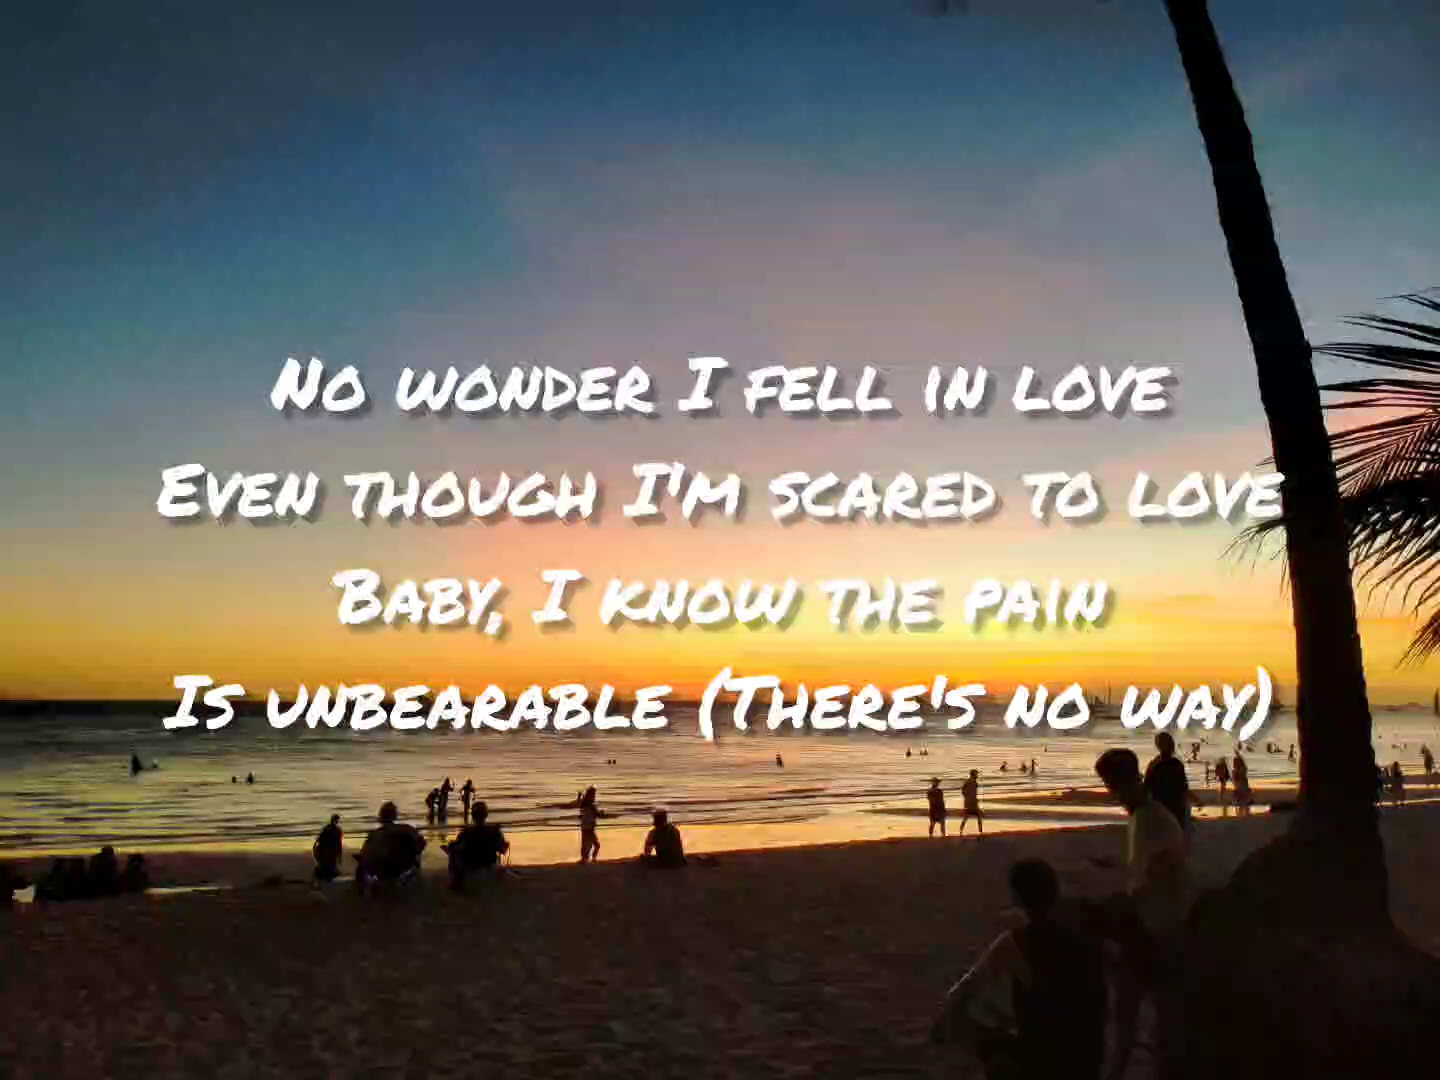 No wonder I fell in love
Even though I'm scared to love
Baby, I know the pain
Is unbearable (There's no way)